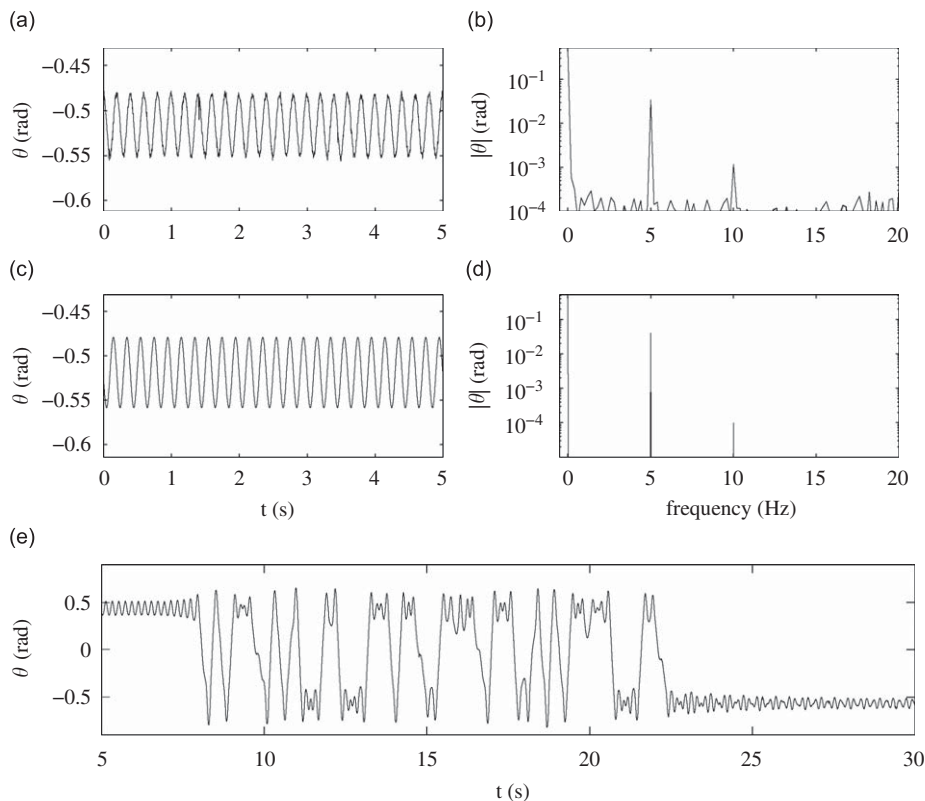 (a)
(b)
θ (rad)
−0.45
−0.5
−0.55
−0.6
0 1 2 3 4 5
|θ| (rad)
10⁻¹
10⁻²
10⁻³
10⁻⁴
0 5 10 15 20
(c)
(d)
θ (rad)
−0.45
−0.5
−0.55
−0.6
0 1 2 3 4 5
t (s)
|θ| (rad)
10⁻¹
10⁻²
10⁻³
10⁻⁴
0 5 10 15 20
frequency (Hz)
(e)
θ (rad)
0.5
0
−0.5
5 10 15 20 25 30
t (s)